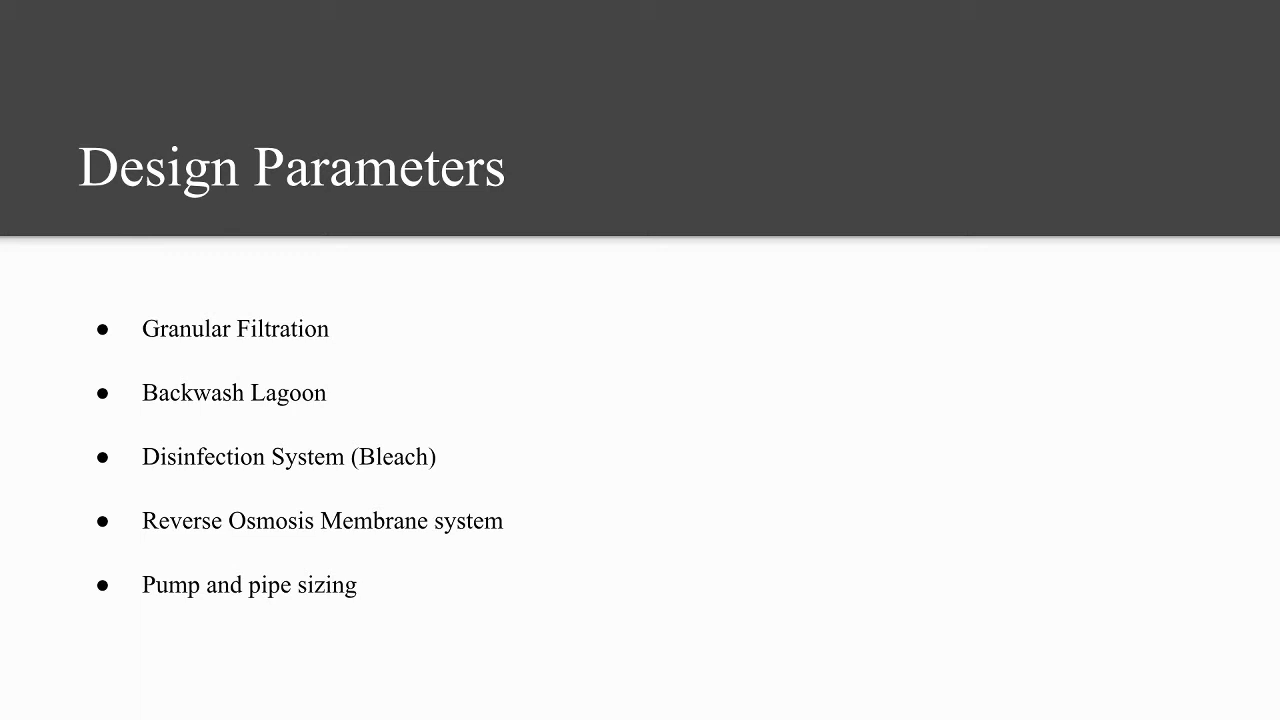 Design Parameters
● Granular Filtration
● Backwash Lagoon
● Disinfection System (Bleach)
● Reverse Osmosis Membrane system
● Pump and pipe sizing